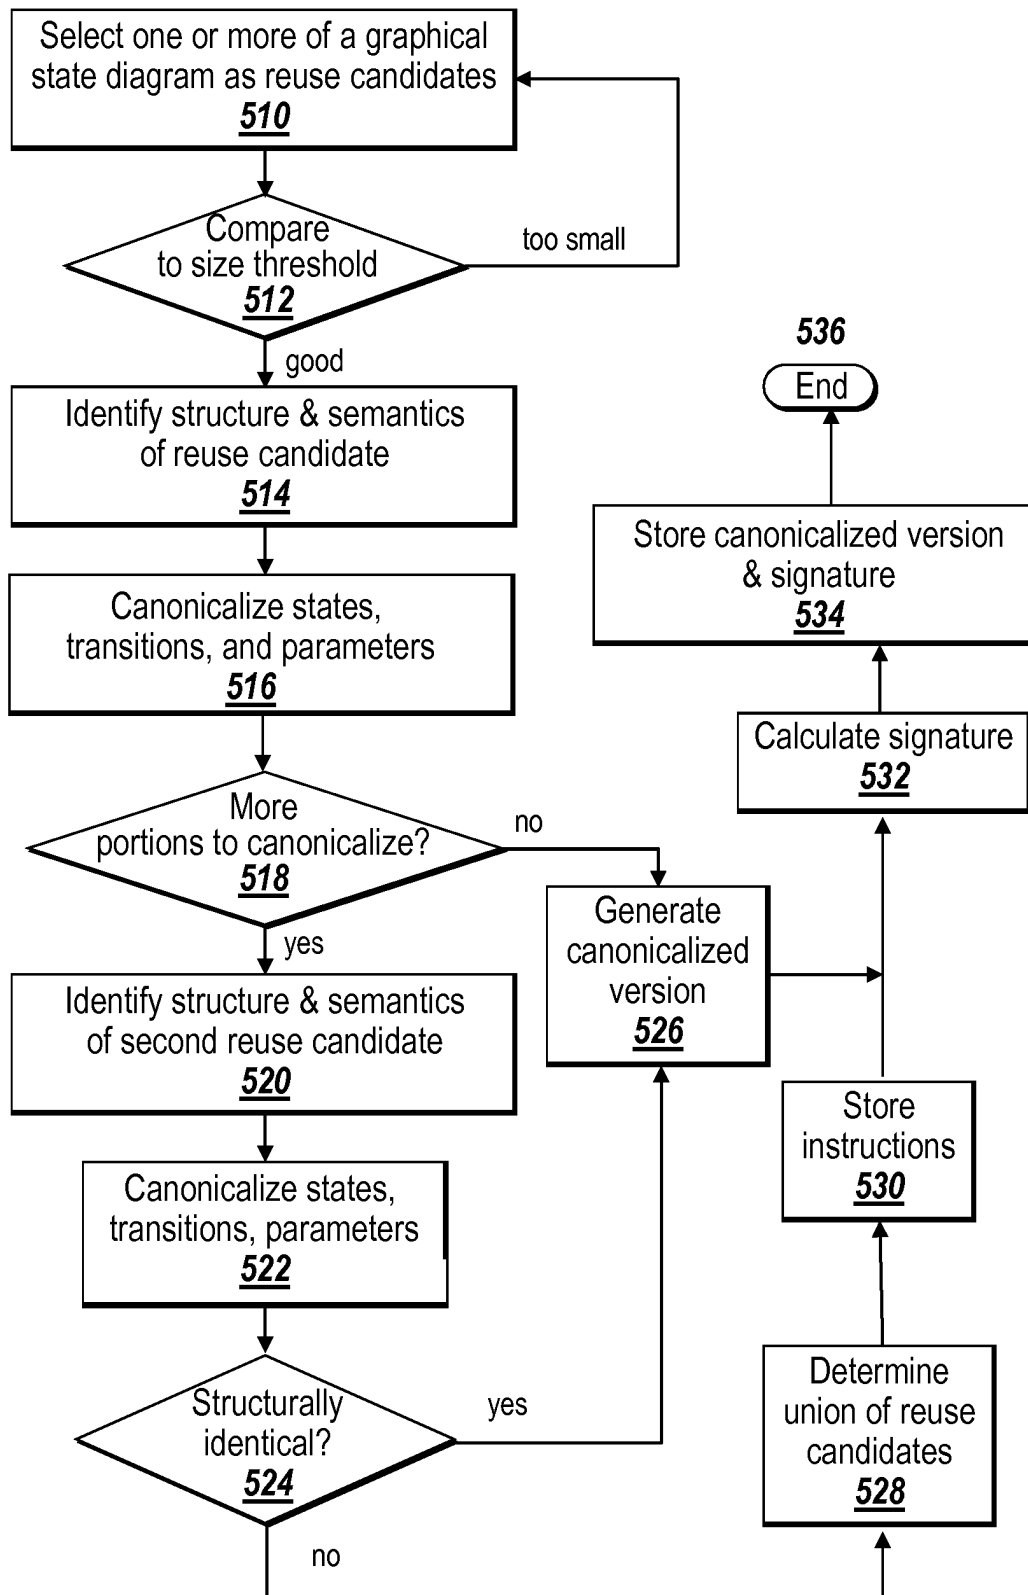 Select one or more of a graphical
state diagram as reuse candidates
510
Compare
to size threshold
512
too small
good
Identify structure & semantics
of reuse candidate
514
Canonicalize states,
transitions, and parameters
516
More
portions to canonicalize?
518
no
yes
Identify structure & semantics
of second reuse candidate
520
Canonicalize states,
transitions, parameters
522
Structurally
identical?
524
yes
no
Generate
canonicalized
version
526
Determine
union of reuse
candidates
528
Store
instructions
530
Calculate signature
532
Store canonicalized version
& signature
534
536
End